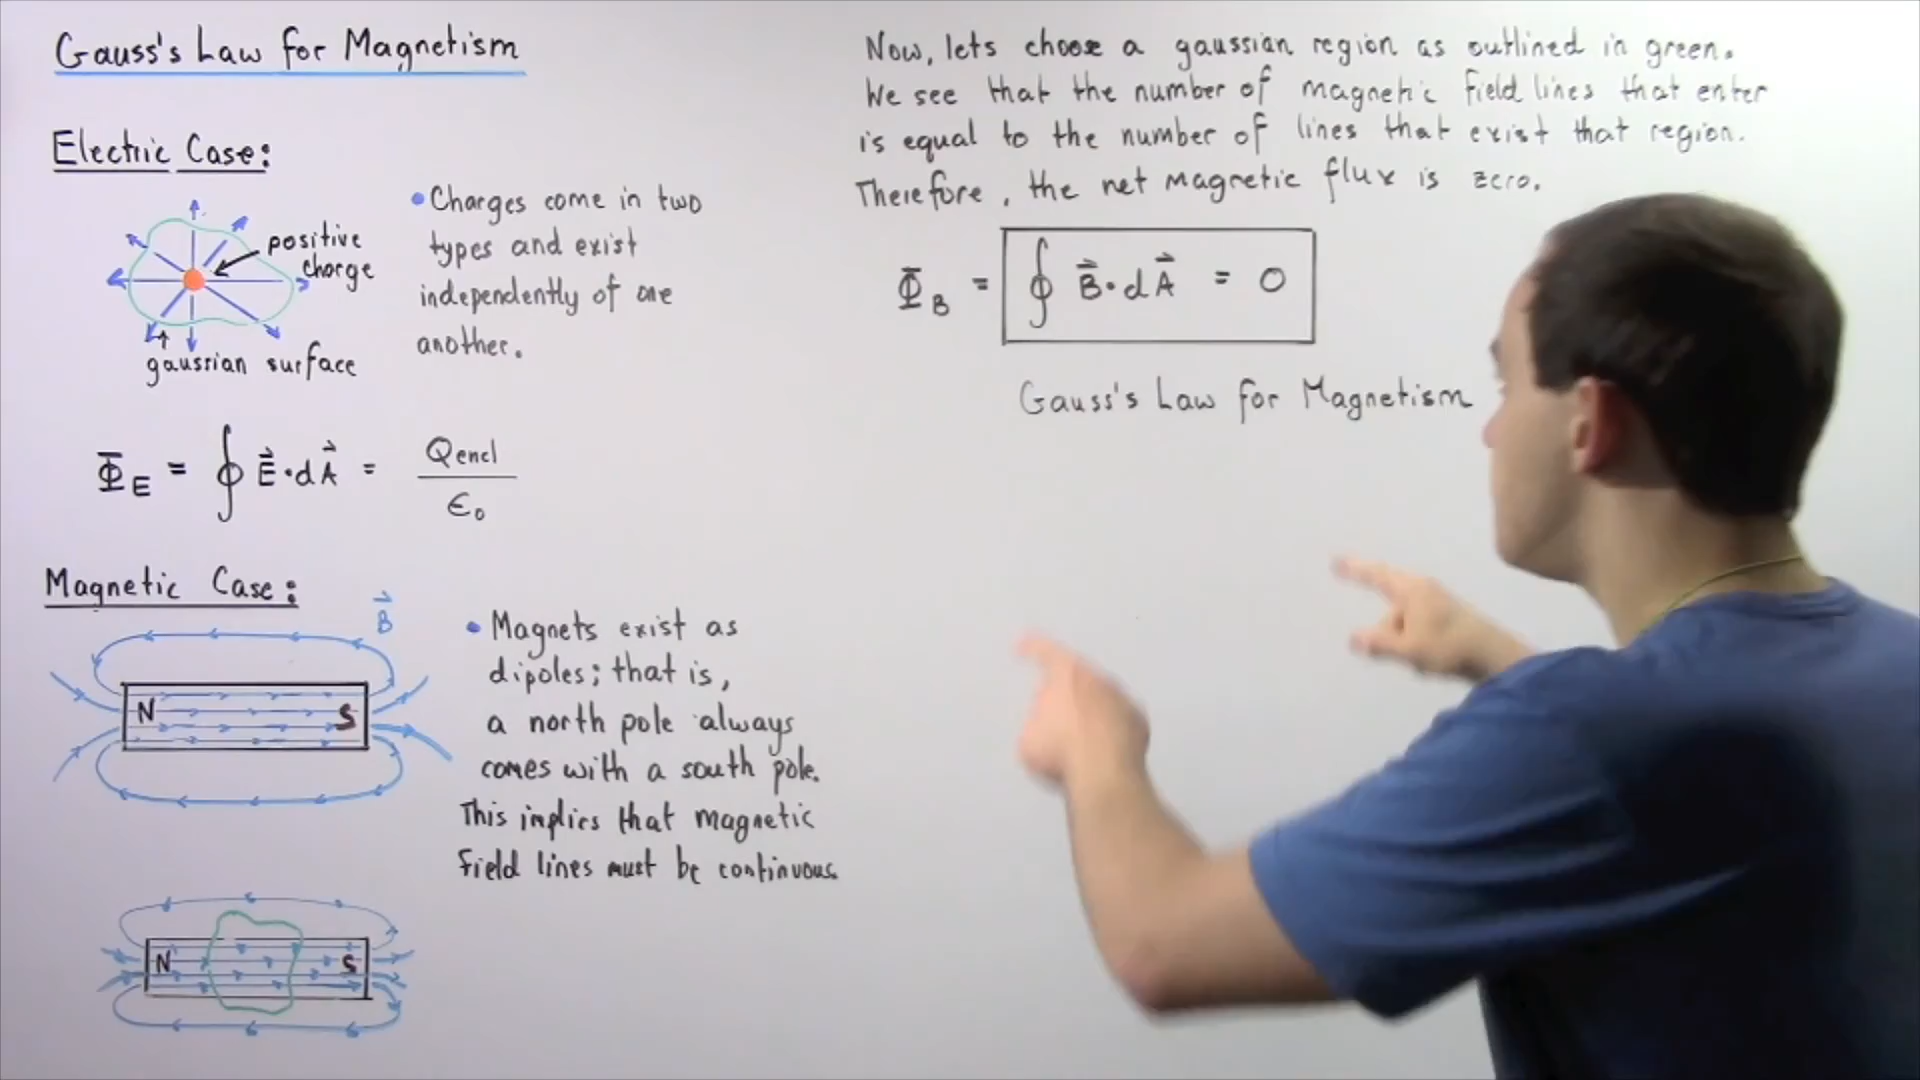 Gauss's Law for Magnetism
Electric Case:
positive
charge
gaussian surface
• Charges come in two
types and exist
independently of one
another.
Φ_E = ∮ E⃗ · dA⃗ = Qencl / ε₀
Magnetic Case:
B⃗
N S
• Magnets exist as
dipoles; that is,
a north pole always
comes with a south pole.
This implies that magnetic
field lines must be continuous.
N S
Now, lets choose a gaussian region as outlined in green.
We see that the number of magnetic field lines that enter
is equal to the number of lines that exist that region.
Therefore, the net magnetic flux is zero.
Φ_B = ∮ B⃗ · dA⃗ = 0
Gauss's Law for Magnetism